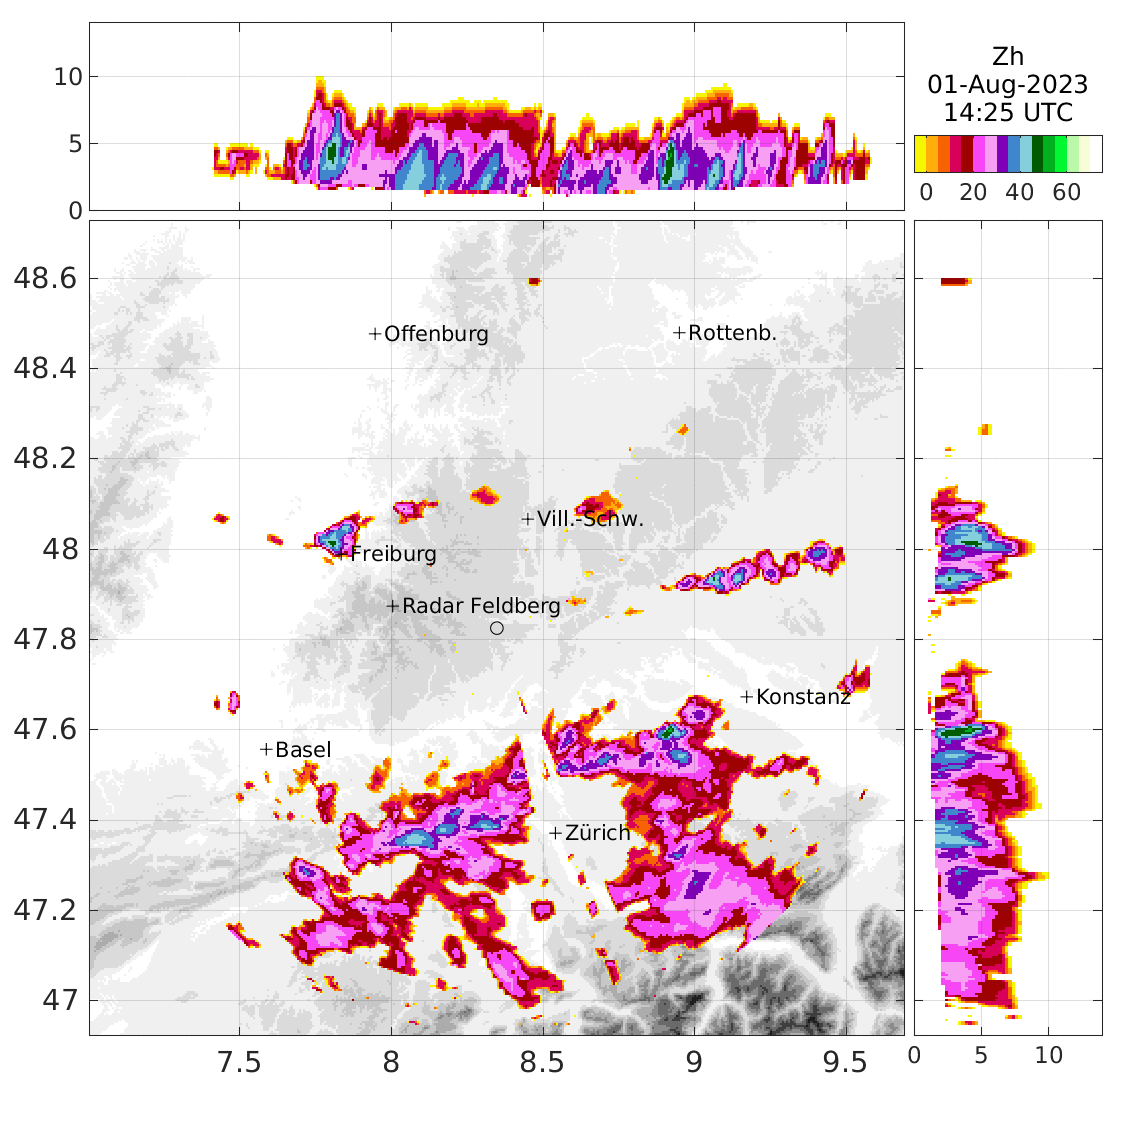 Zh
01-Aug-2023
14:25 UTC
0 20 40 60
10
5
0
48.6
48.4
48.2
48
47.8
47.6
47.4
47.2
47
+Offenburg
+Rottenb.
+Vill.-Schw.
+Freiburg
+Radar Feldberg
+Konstanz
+Basel
+Zürich
7.5 8 8.5 9 9.5
0 5 10